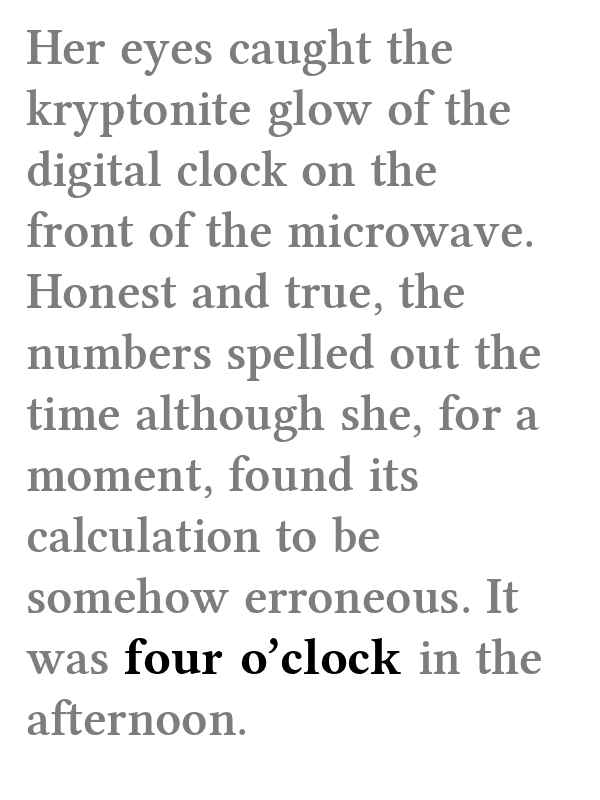 Her eyes caught the
kryptonite glow of the
digital clock on the
front of the microwave.
Honest and true, the
numbers spelled out the
time although she, for a
moment, found its
calculation to be
somehow erroneous. It
was four o’clock in the
afternoon.